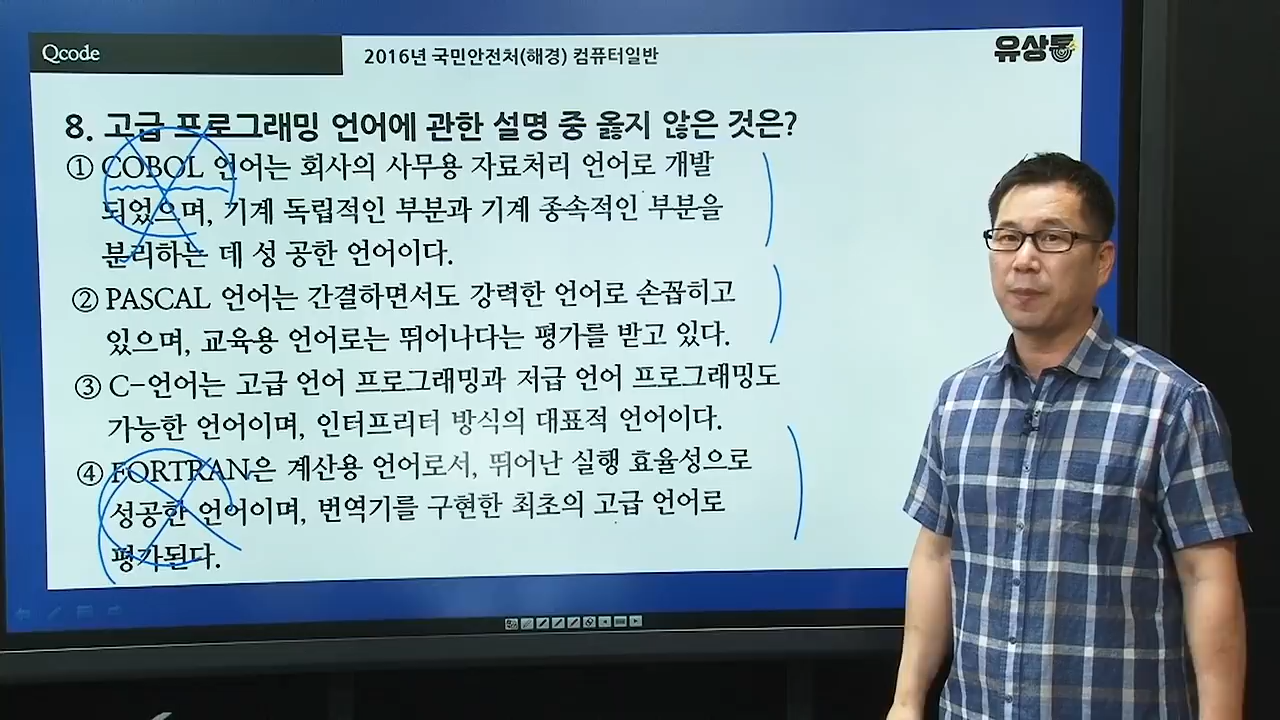 Qcode
2016년 국민안전처(해경) 컴퓨터일반
유상통
8. 고급 프로그래밍 언어에 관한 설명 중 옳지 않은 것은?
① COBOL 언어는 회사의 사무용 자료처리 언어로 개발
되었으며, 기계 독립적인 부분과 기계 종속적인 부분을
분리하는 데 성 공한 언어이다.
② PASCAL 언어는 간결하면서도 강력한 언어로 손꼽히고
있으며, 교육용 언어로는 뛰어나다는 평가를 받고 있다.
③ C-언어는 고급 언어 프로그래밍과 저급 언어 프로그래밍도
가능한 언어이며, 인터프리터 방식의 대표적 언어이다.
④ FORTRAN은 계산용 언어로서, 뛰어난 실행 효율성으로
성공한 언어이며, 번역기를 구현한 최초의 고급 언어로
평가된다.